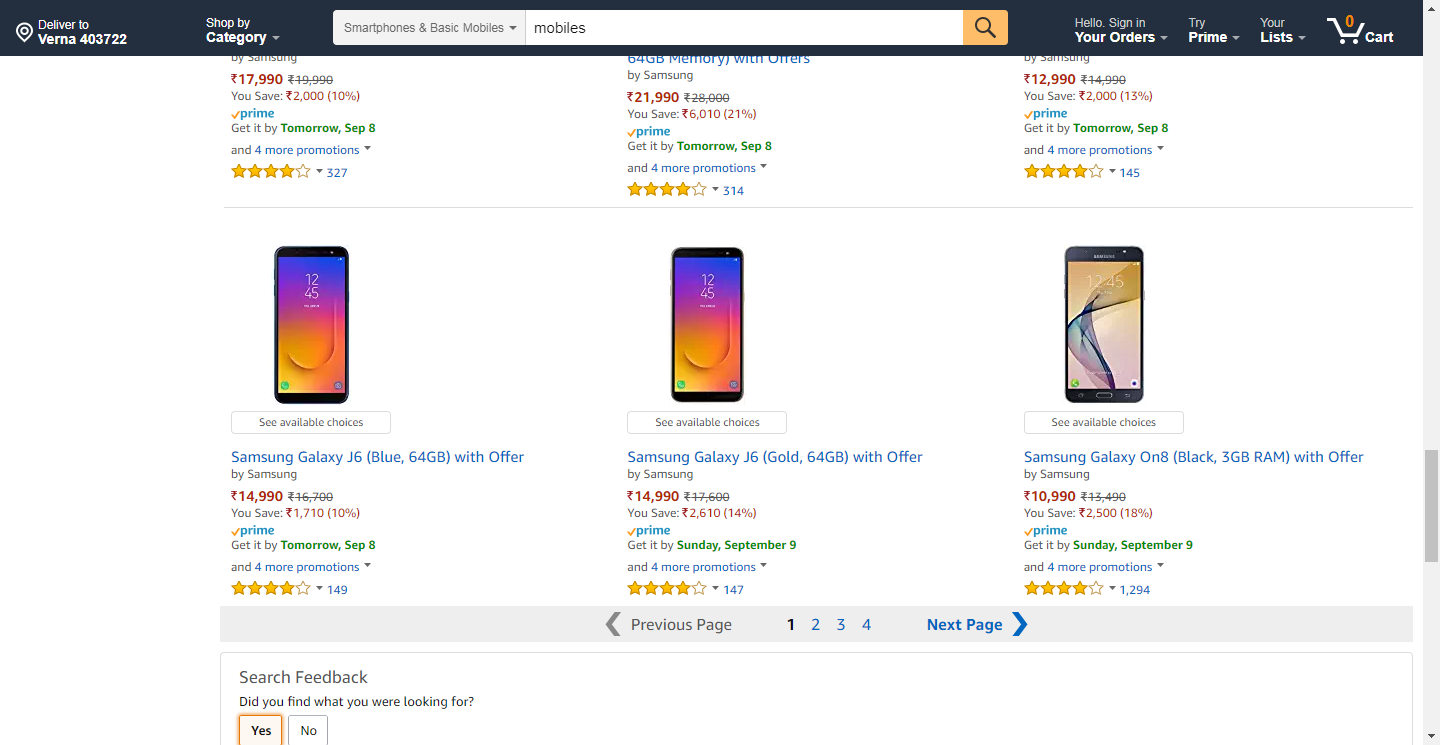 Deliver to
Verna 403722
Shop by
Category
Smartphones & Basic Mobiles
mobiles
Hello. Sign in
Your Orders
Try
Prime
Your
Lists
0
Cart
by Samsung
₹17,990 ₹19,990
You Save: ₹2,000 (10%)
prime
Get it by Tomorrow, Sep 8
and 4 more promotions
327
64GB Memory) with Offers
by Samsung
₹21,990 ₹28,000
You Save: ₹6,010 (21%)
prime
Get it by Tomorrow, Sep 8
and 4 more promotions
314
by Samsung
₹12,990 ₹14,990
You Save: ₹2,000 (13%)
prime
Get it by Tomorrow, Sep 8
and 4 more promotions
145
12
45
See available choices
Samsung Galaxy J6 (Blue, 64GB) with Offer
by Samsung
₹14,990 ₹16,700
You Save: ₹1,710 (10%)
prime
Get it by Tomorrow, Sep 8
and 4 more promotions
149
12
45
See available choices
Samsung Galaxy J6 (Gold, 64GB) with Offer
by Samsung
₹14,990 ₹17,600
You Save: ₹2,610 (14%)
prime
Get it by Sunday, September 9
and 4 more promotions
147
SAMSUNG
12:45
See available choices
Samsung Galaxy On8 (Black, 3GB RAM) with Offer
by Samsung
₹10,990 ₹13,490
You Save: ₹2,500 (18%)
prime
Get it by Sunday, September 9
and 4 more promotions
1,294
Previous Page 1 2 3 4 Next Page
Search Feedback
Did you find what you were looking for?
Yes No